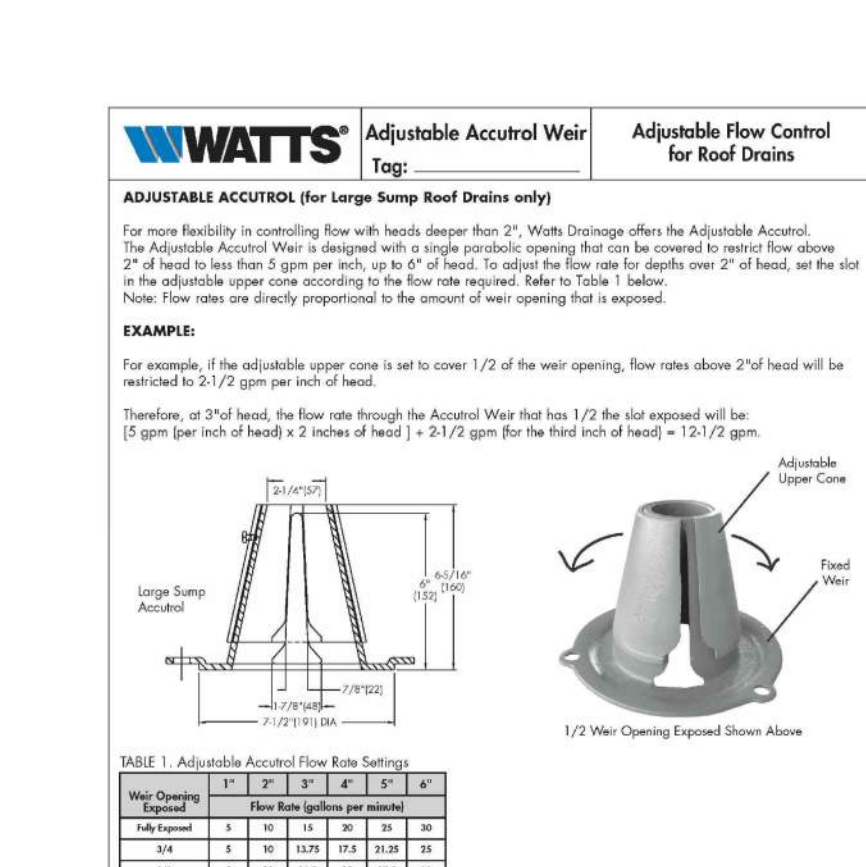 WATTS®
Adjustable Accutrol Weir
Tag:
Adjustable Flow Control
for Roof Drains
ADJUSTABLE ACCUTROL (for Large Sump Roof Drains only)
For more flexibility in controlling flow with heads deeper than 2", Watts Drainage offers the Adjustable Accutrol.
The Adjustable Accutrol Weir is designed with a single parabolic opening that can be covered to restrict flow above
2" of head to less than 5 gpm per inch, up to 6" of head. To adjust the flow rate for depths over 2" of head, set the slot
in the adjustable upper cone according to the flow rate required. Refer to Table 1 below.
Note: Flow rates are directly proportional to the amount of weir opening that is exposed.
EXAMPLE:
For example, if the adjustable upper cone is set to cover 1/2 of the weir opening, flow rates above 2"of head will be
restricted to 2-1/2 gpm per inch of head.
Therefore, at 3"of head, the flow rate through the Accutrol Weir that has 1/2 the slot exposed will be:
[5 gpm (per inch of head) x 2 inches of head ] + 2-1/2 gpm (for the third inch of head) = 12-1/2 gpm.
2-1/4"(57)
Large Sump
Accutrol
6"
(152)
6-5/16"
(160)
7/8"(22)
1-7/8"(48)
7-1/2"(191) DIA
Adjustable
Upper Cone
Fixed
Weir
1/2 Weir Opening Exposed Shown Above
TABLE 1. Adjustable Accutrol Flow Rate Settings
Weir Opening
Exposed
1" 2" 3" 4" 5" 6"
Flow Rate (gallons per minute)
Fully Exposed 5 10 15 20 25 30
3/4 5 10 13.75 17.5 21.25 25